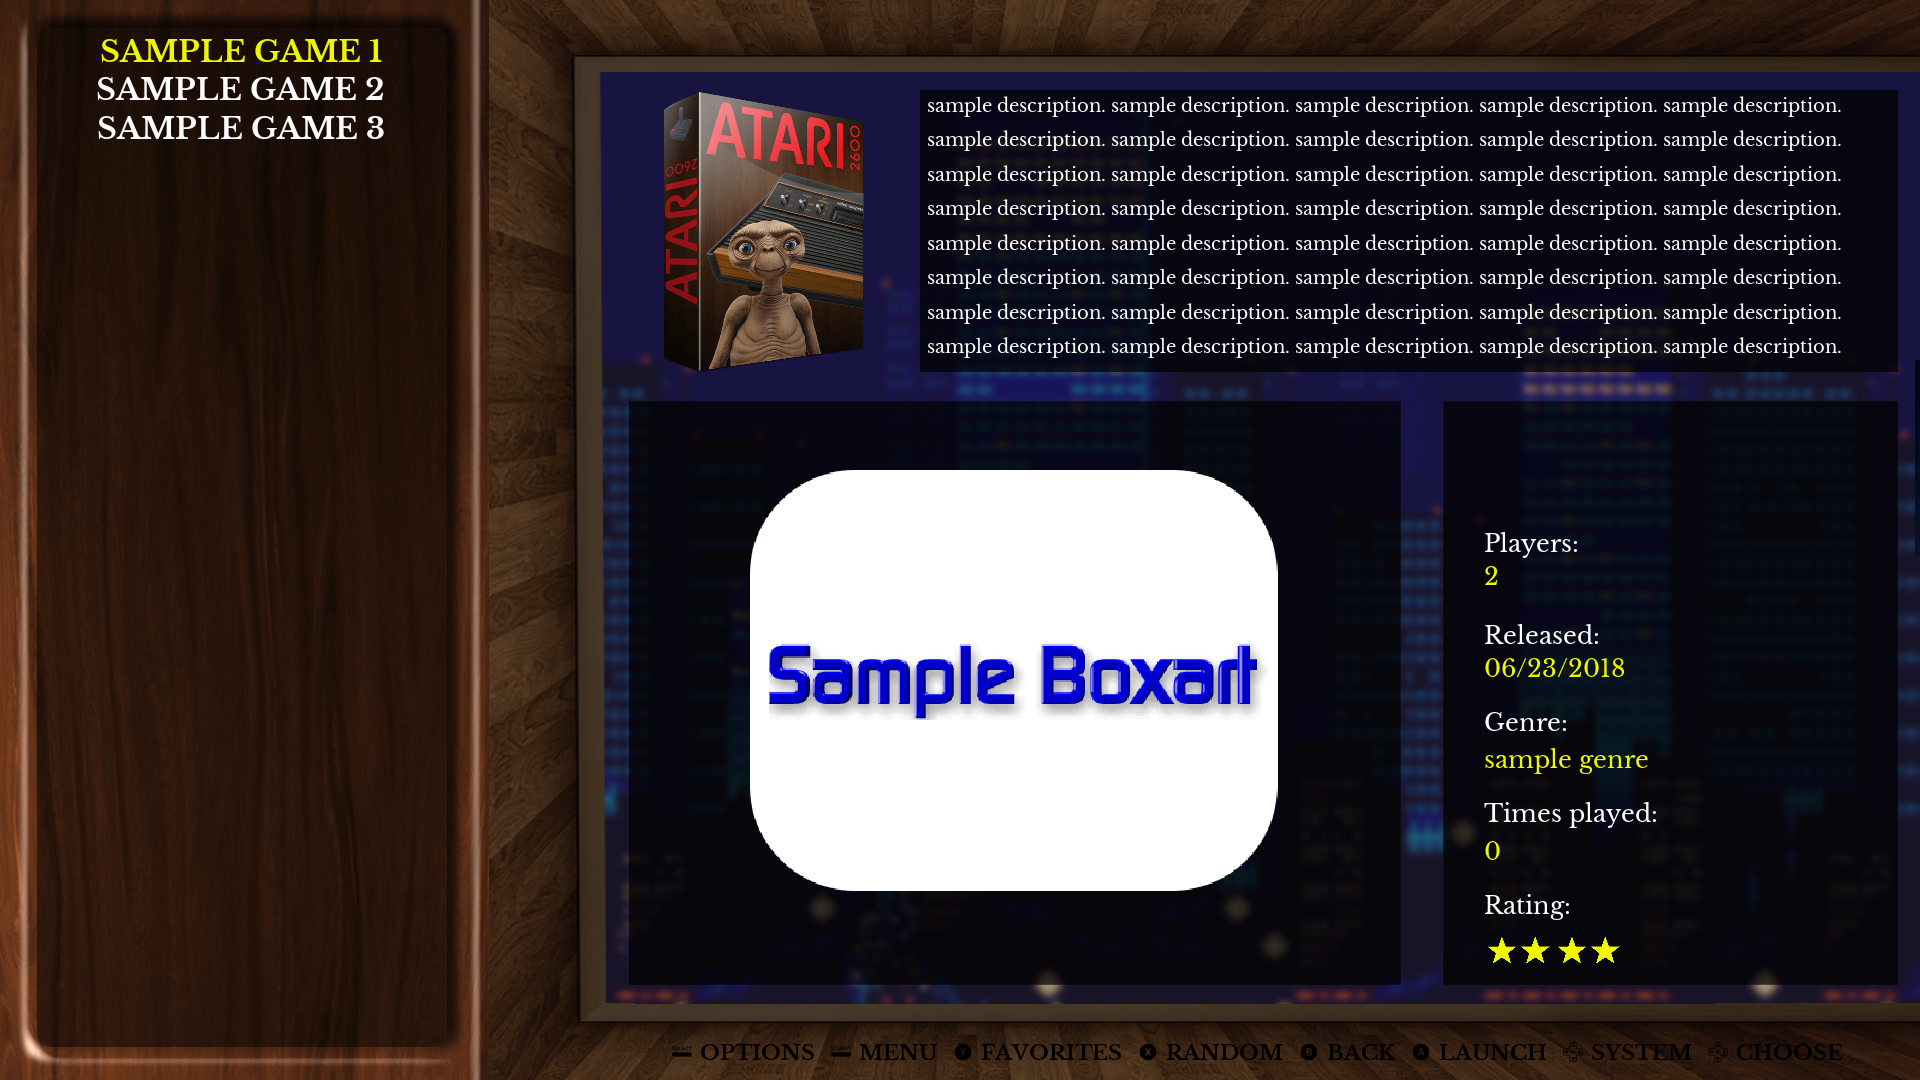 SAMPLE GAME 1
SAMPLE GAME 2
SAMPLE GAME 3
ATARI 2600
ATARI 2600
sample description. sample description. sample description. sample description. sample description.
sample description. sample description. sample description. sample description. sample description.
sample description. sample description. sample description. sample description. sample description.
sample description. sample description. sample description. sample description. sample description.
sample description. sample description. sample description. sample description. sample description.
sample description. sample description. sample description. sample description. sample description.
sample description. sample description. sample description. sample description. sample description.
sample description. sample description. sample description. sample description. sample description.
Sample Boxart
Players:
2
Released:
06/23/2018
Genre:
sample genre
Times played:
0
Rating:
OPTIONS MENU Y FAVORITES X RANDOM B BACK A LAUNCH SYSTEM CHOOSE